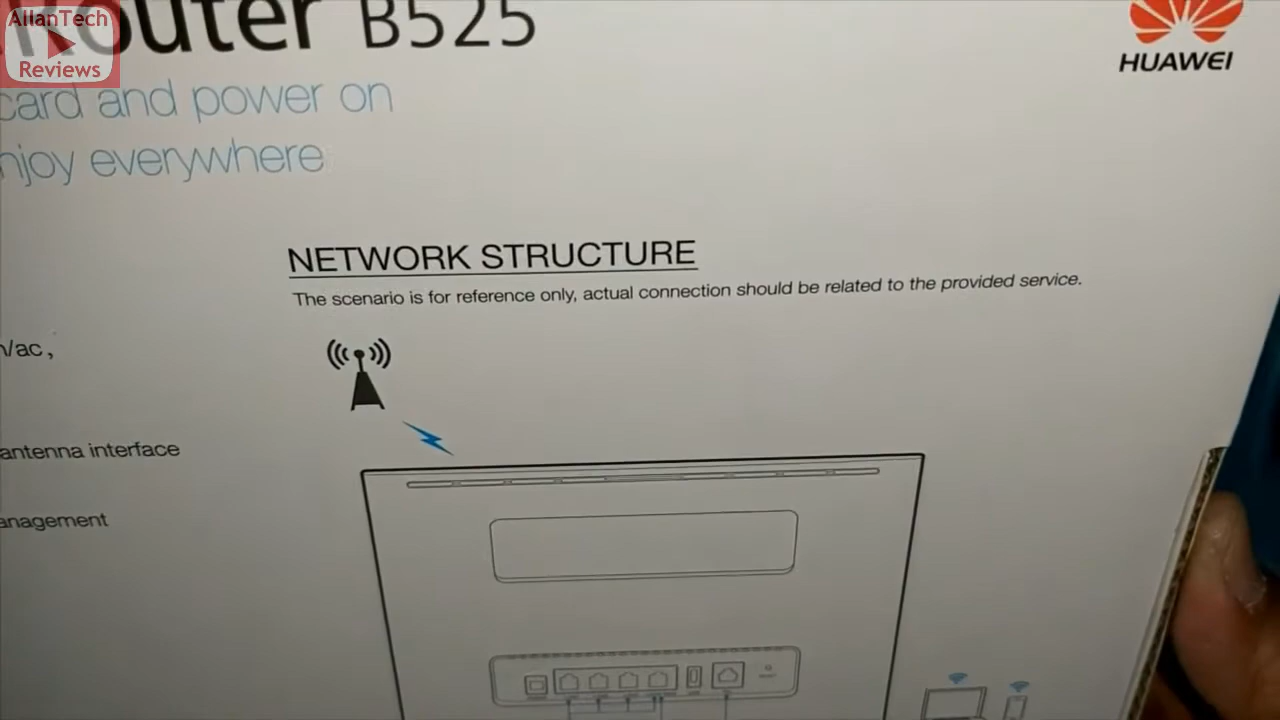 AllanTech
Reviews
Router B525
HUAWEI
card and power on
njoy everywhere
NETWORK STRUCTURE
The scenario is for reference only, actual connection should be related to the provided service.
n/ac,
antenna interface
anagement